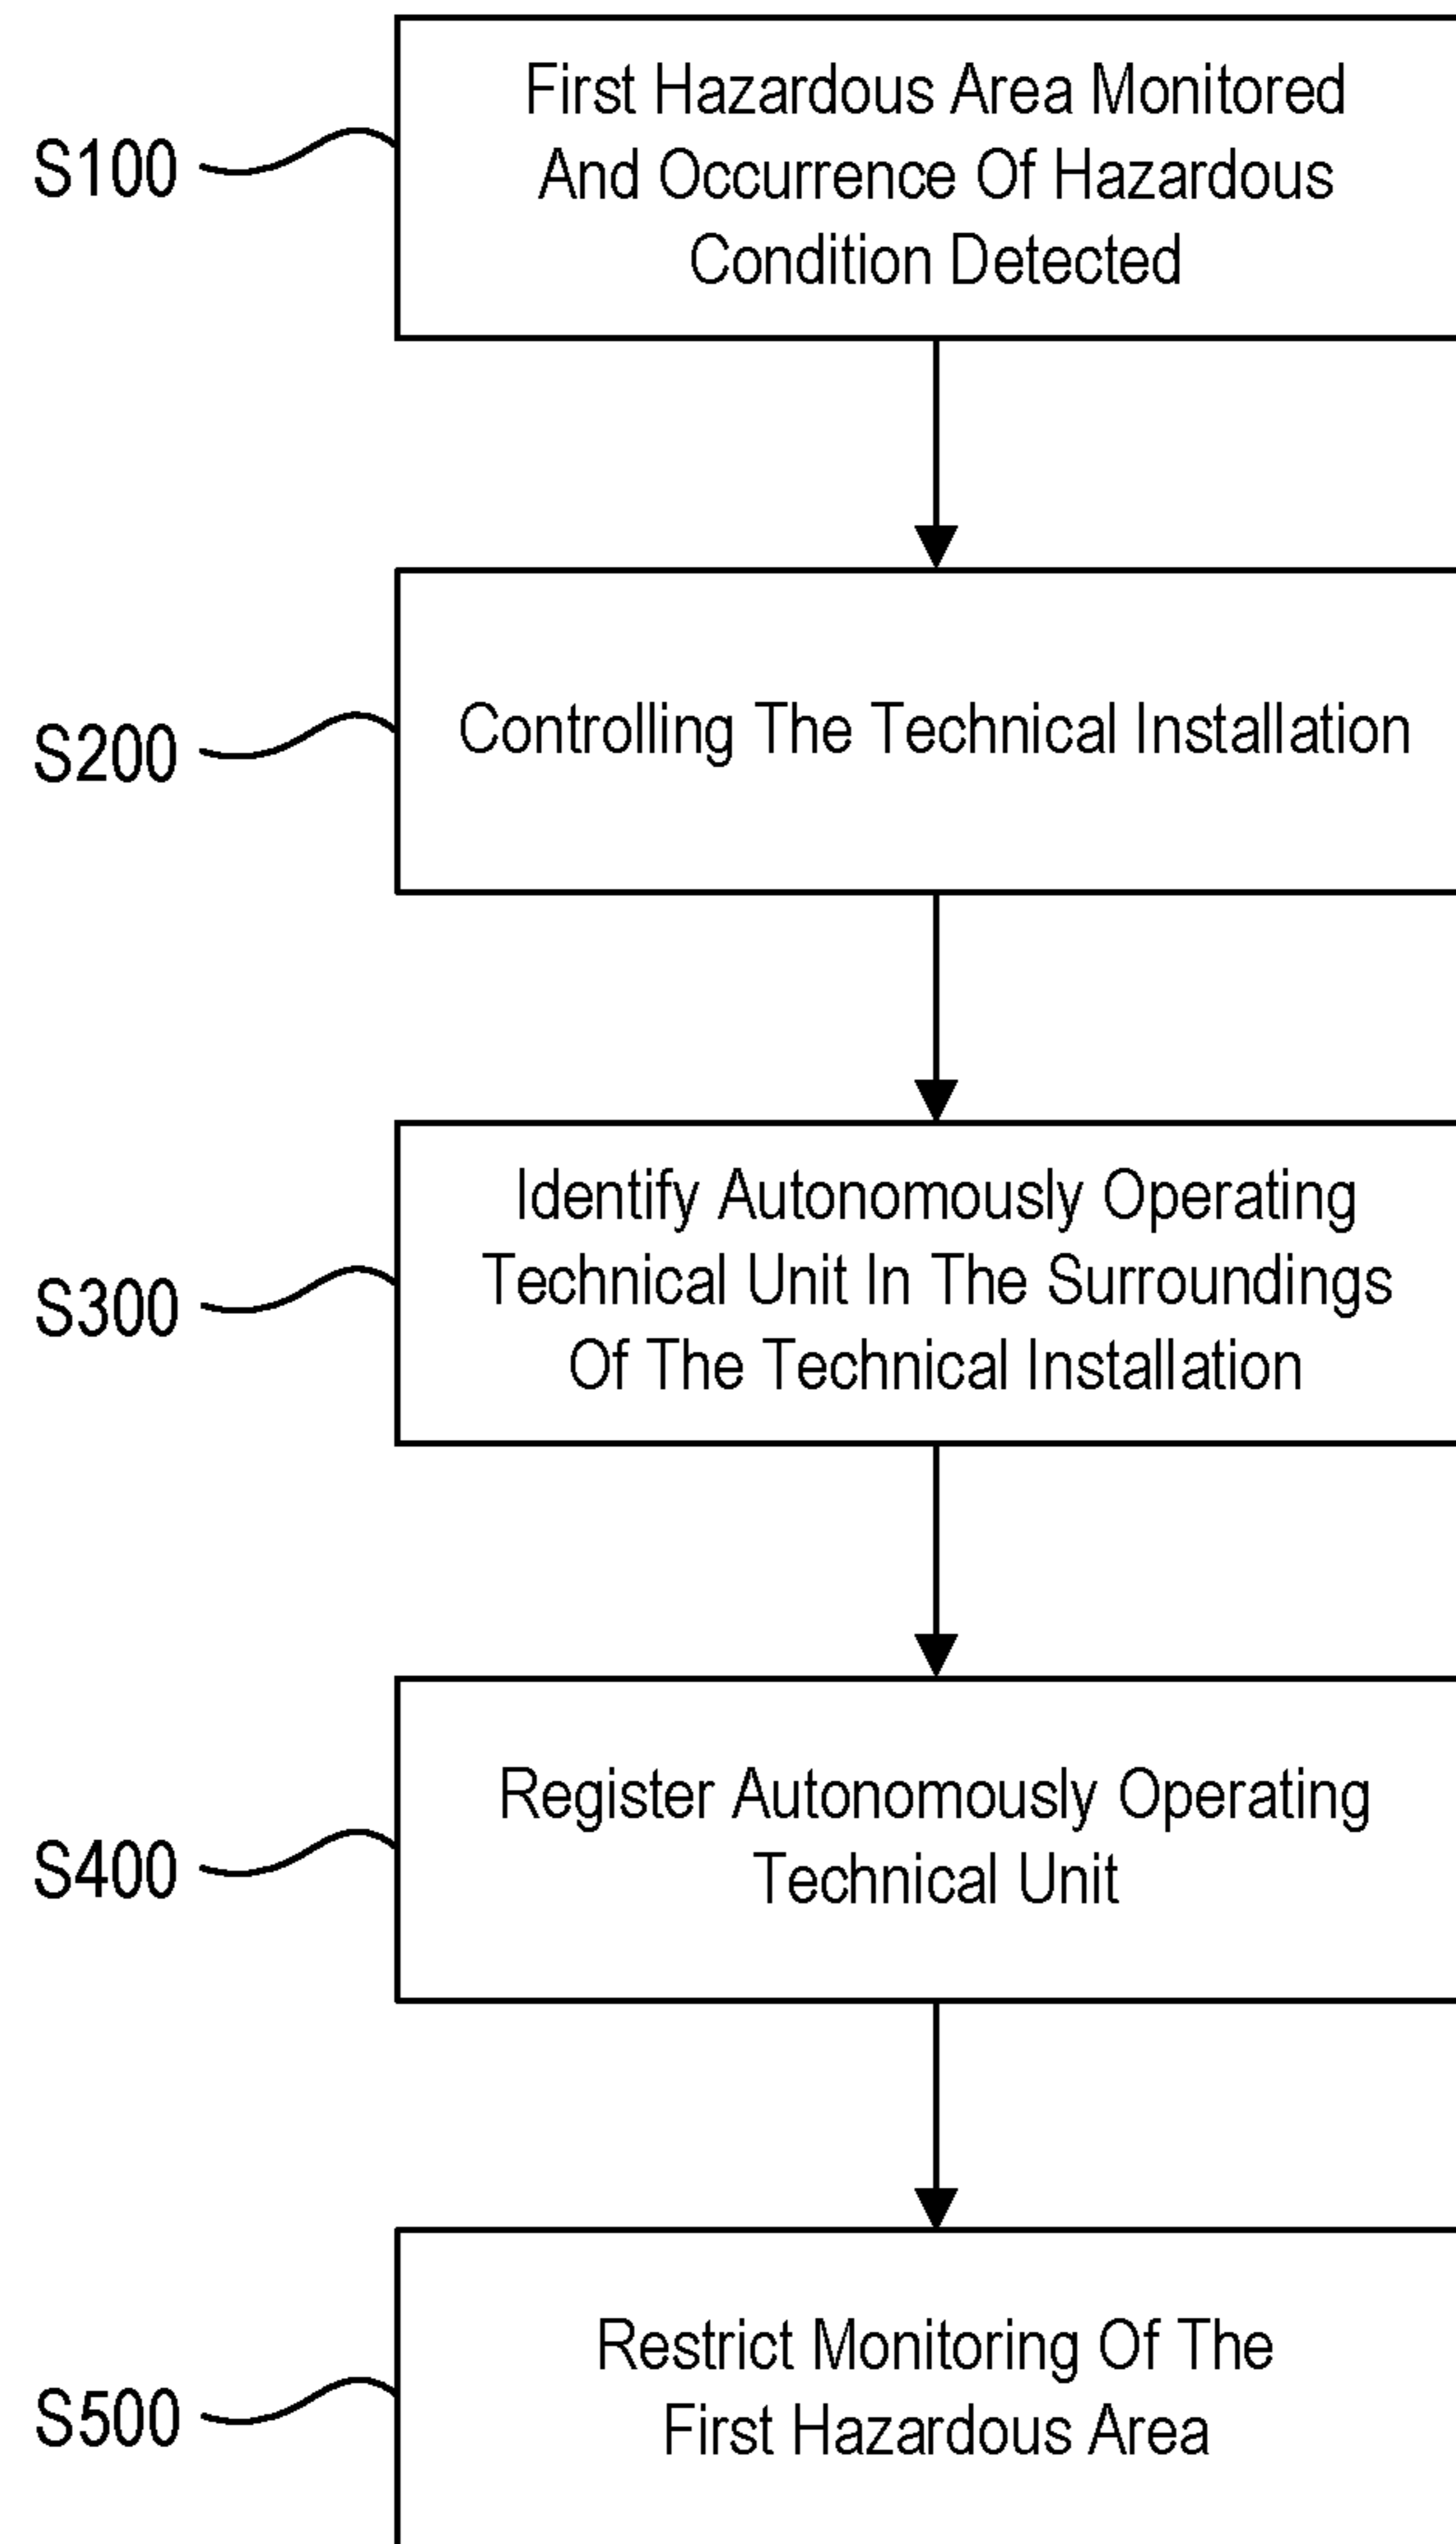 First Hazardous Area Monitored
And Occurrence Of Hazardous
Condition Detected
S100
Controlling The Technical Installation
S200
Identify Autonomously Operating
Technical Unit In The Surroundings
Of The Technical Installation
S300
Register Autonomously Operating
Technical Unit
S400
Restrict Monitoring Of The
First Hazardous Area
S500